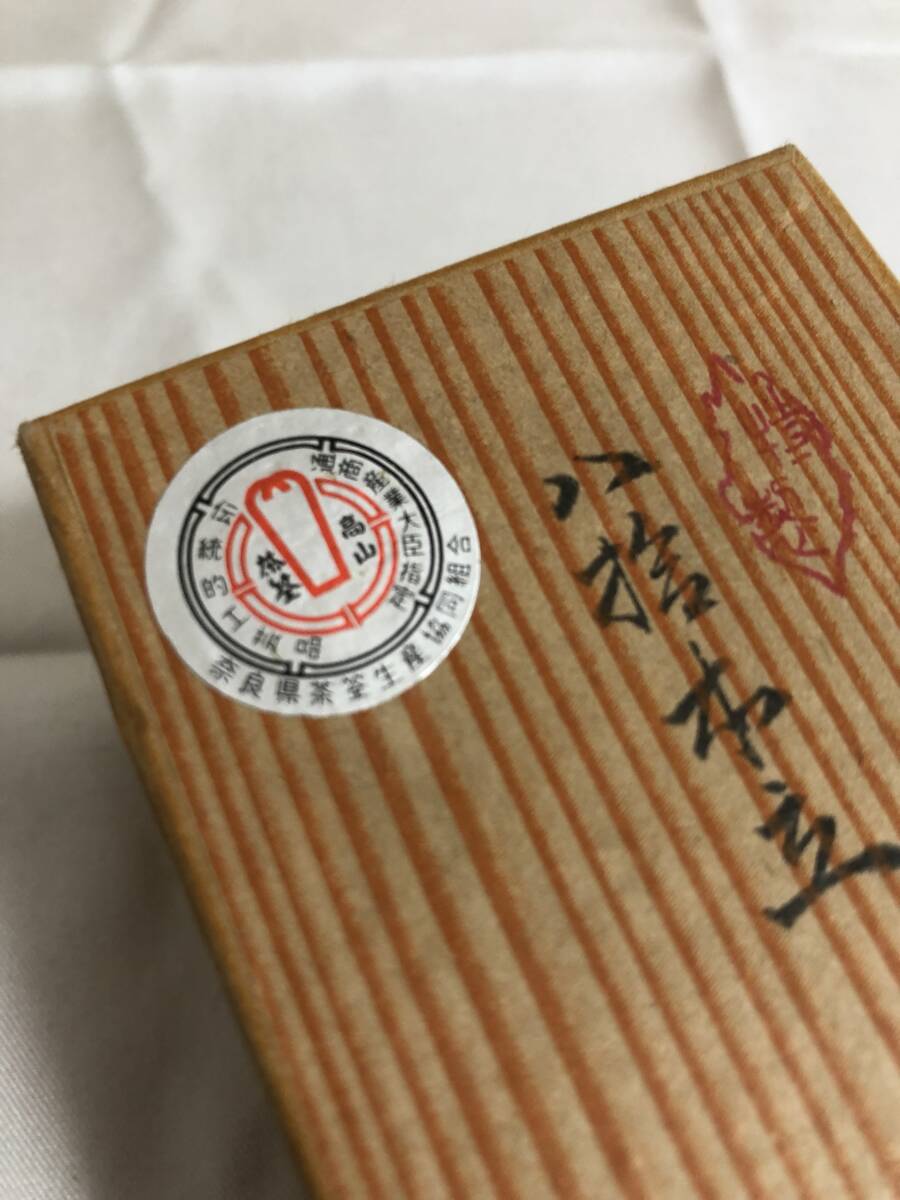 通商産業大臣指定
伝統的工芸品
高山
茶筌
奈良県茶筌生産協同組合
八拾本立